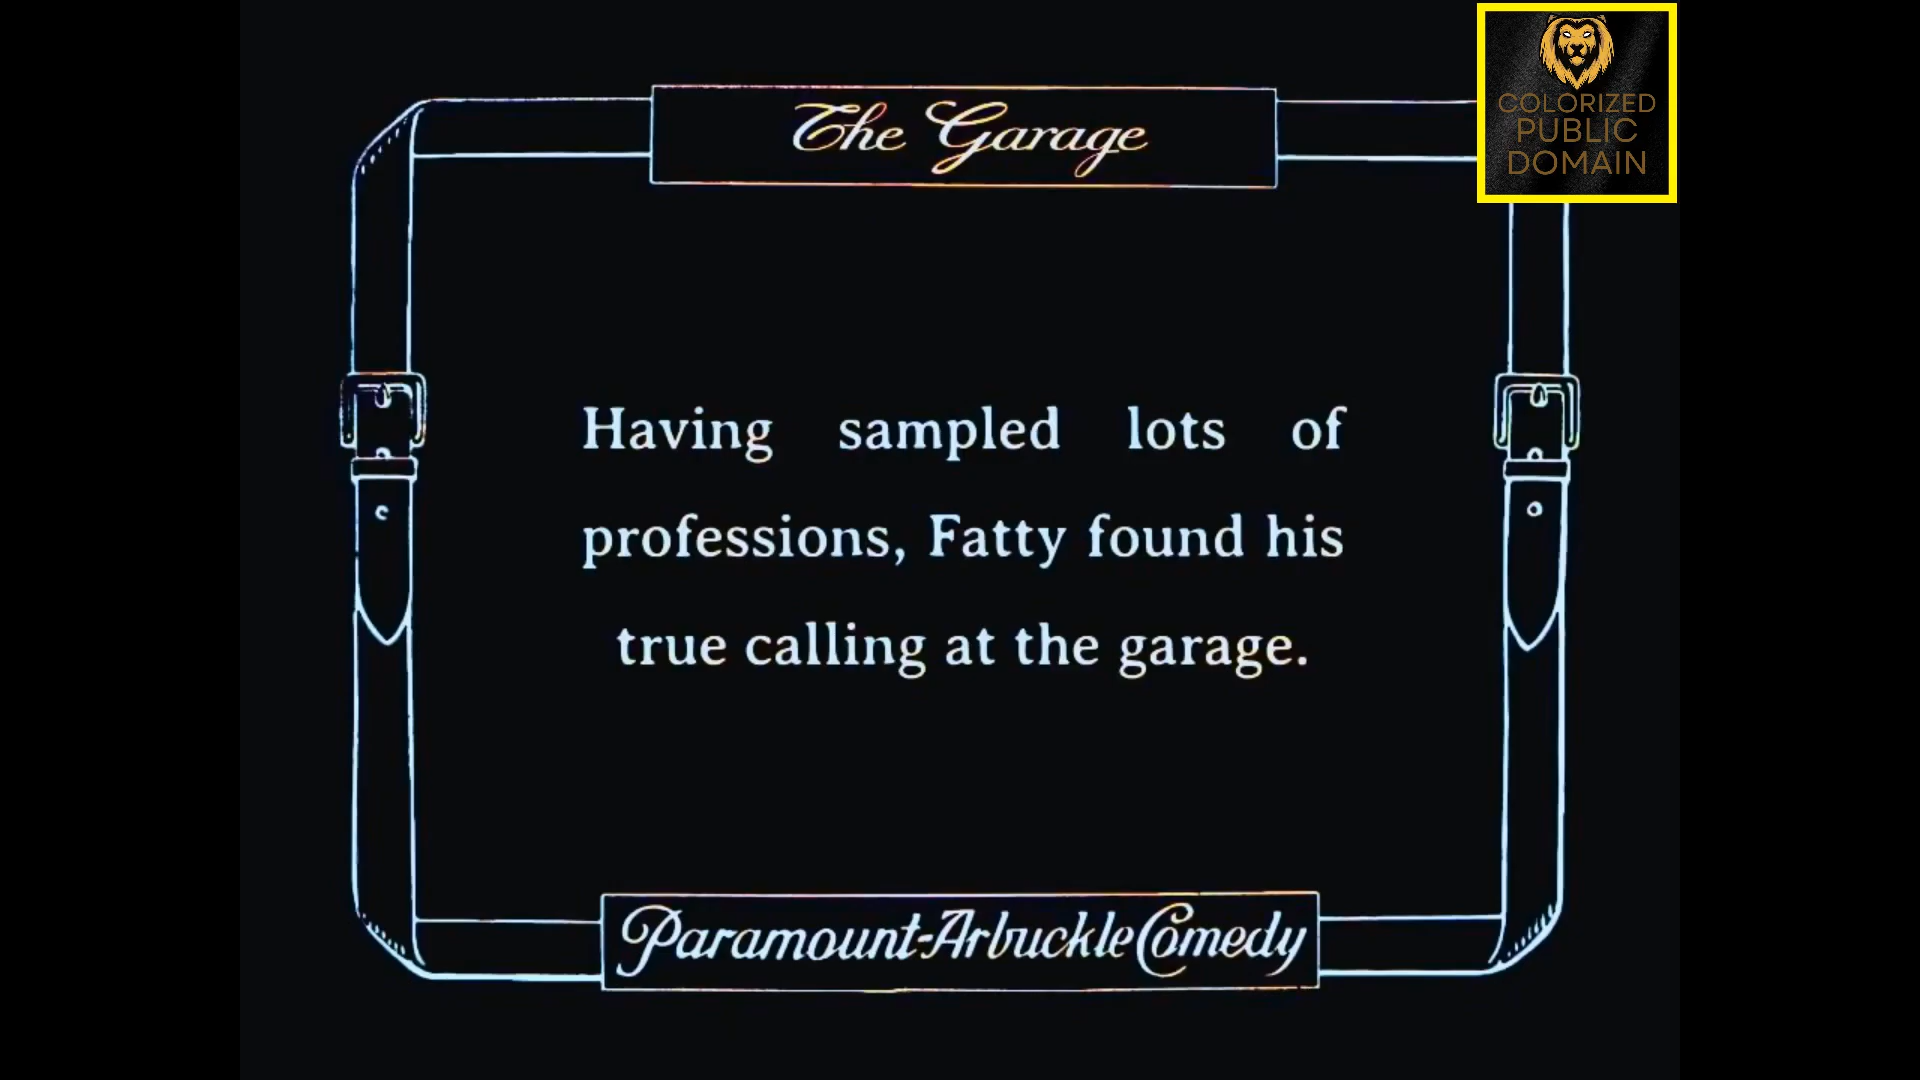 The Garage
COLORIZED
PUBLIC
DOMAIN
Having sampled lots of
professions, Fatty found his
true calling at the garage.
Paramount-Arbuckle Comedy